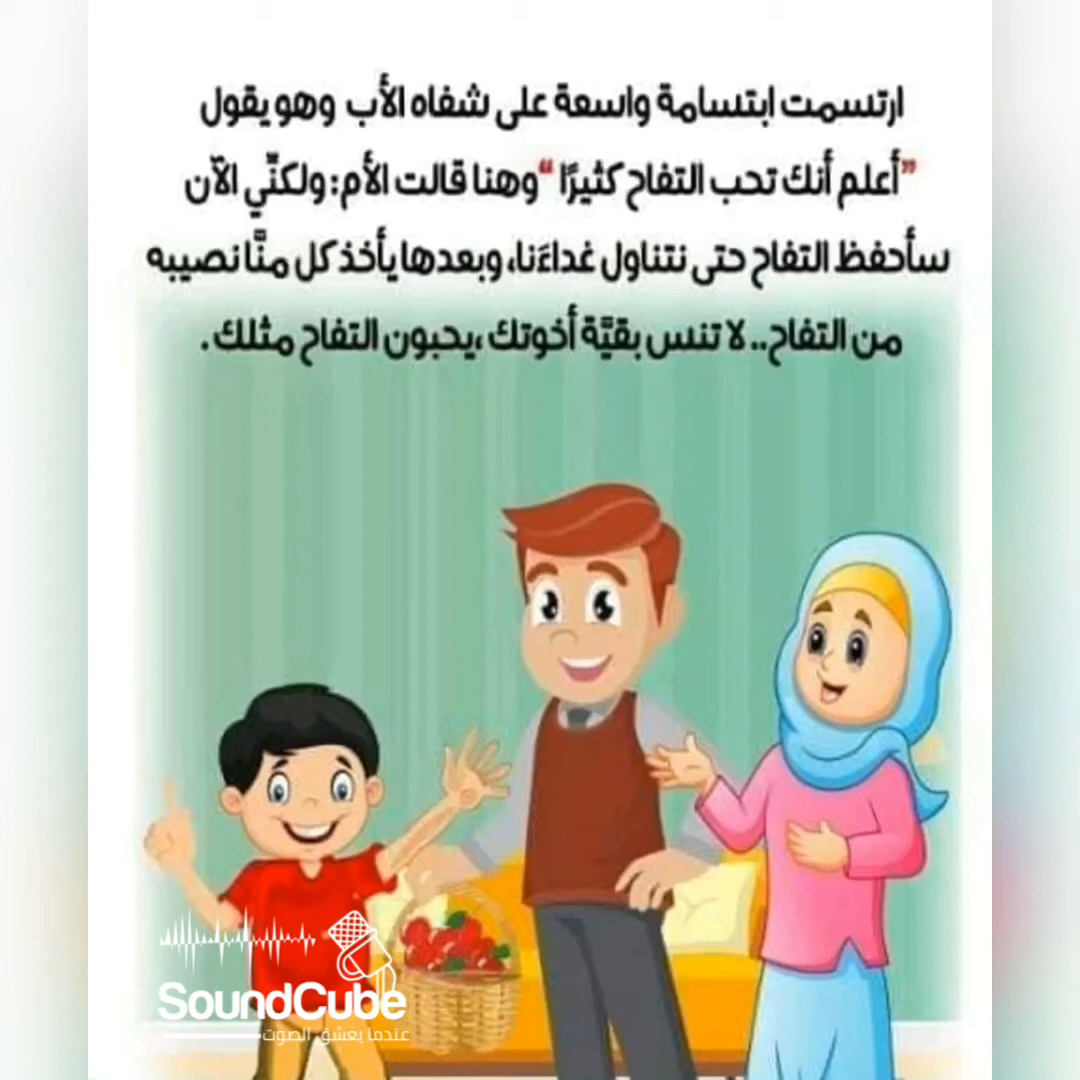 ارتسمت ابتسامة واسعة على شفاه الأب وهو يقول
”أعلم أنك تحب التفاح كثيرًا “وهنا قالت الأم: ولكنِّي الآن
سأحفظ التفاح حتى نتناول غداءَنا، وبعدها يأخذ كل منَّا نصيبه
من التفاح.. لا تنس بقيَّة أخوتك ،يحبون التفاح مثلك .
SoundCube
عندما يعشق الصوت